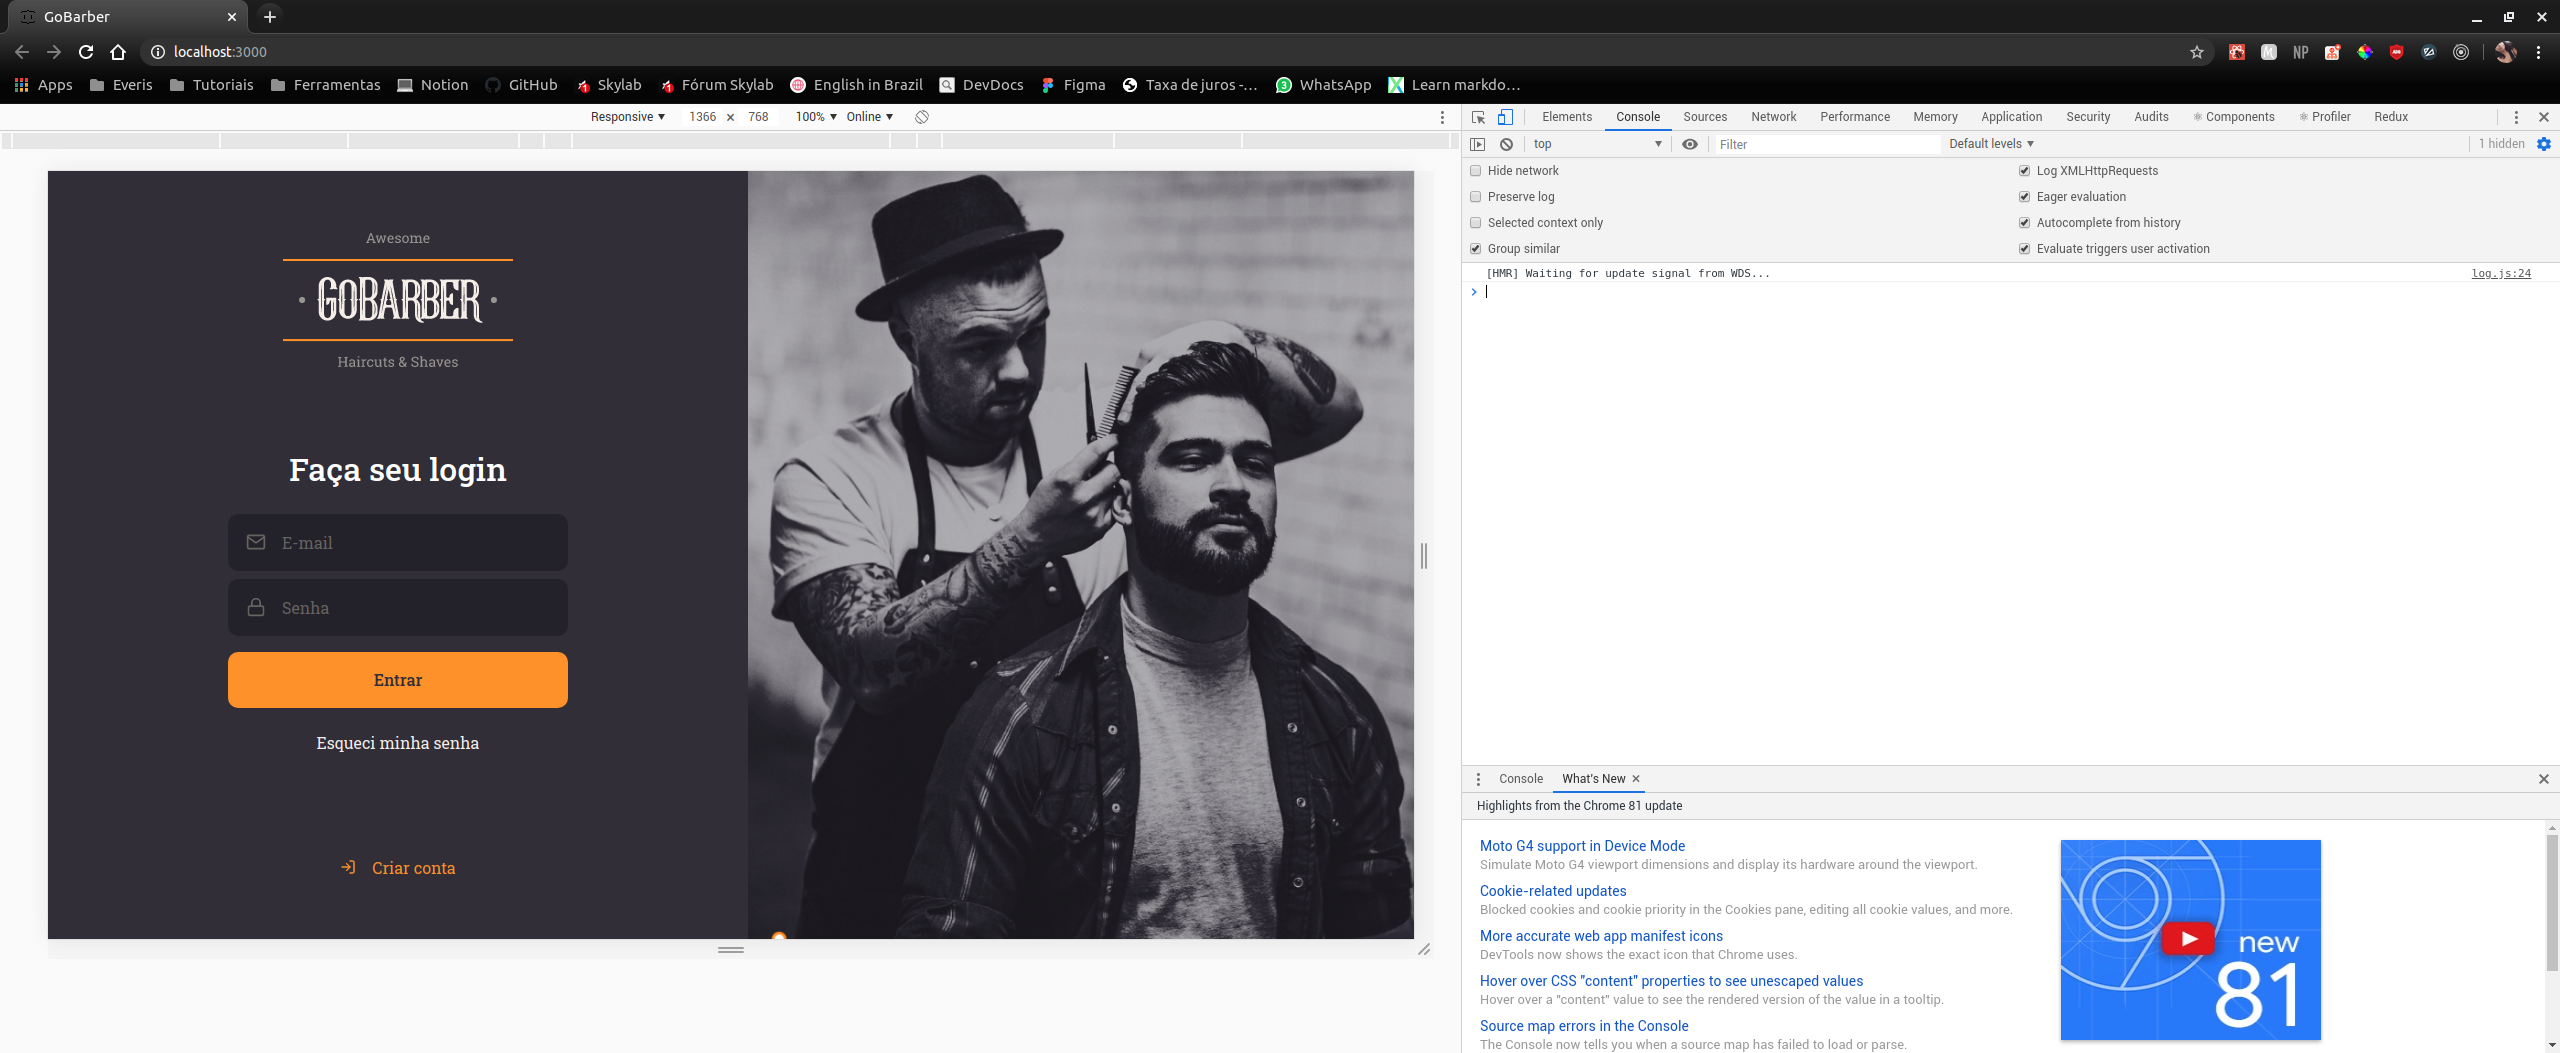 GoBarber
localhost:3000
Apps Everis Tutoriais Ferramentas Notion GitHub Skylab Fórum Skylab English in Brazil DevDocs Figma Taxa de juros -... WhatsApp Learn markdo...
Responsive 1366 × 768 100% Online
Awesome
GoBARBER
Haircuts & Shaves
Faça seu login
E-mail
Senha
Entrar
Esqueci minha senha
Criar conta
Elements Console Sources Network Performance Memory Application Security Audits Components Profiler Redux
top Filter Default levels 1 hidden
Hide network Log XMLHttpRequests
Preserve log Eager evaluation
Selected context only Autocomplete from history
Group similar Evaluate triggers user activation
[HMR] Waiting for update signal from WDS... log.js:24
Console What's New
Highlights from the Chrome 81 update
Moto G4 support in Device Mode
Simulate Moto G4 viewport dimensions and display its hardware around the viewport.
Cookie-related updates
Blocked cookies and cookie priority in the Cookies pane, editing all cookie values, and more.
More accurate web app manifest icons
DevTools now shows the exact icon that Chrome uses.
Hover over CSS "content" properties to see unescaped values
Hover over a "content" value to see the rendered version of the value in a tooltip.
Source map errors in the Console
The Console now tells you when a source map has failed to load or parse.
new
81